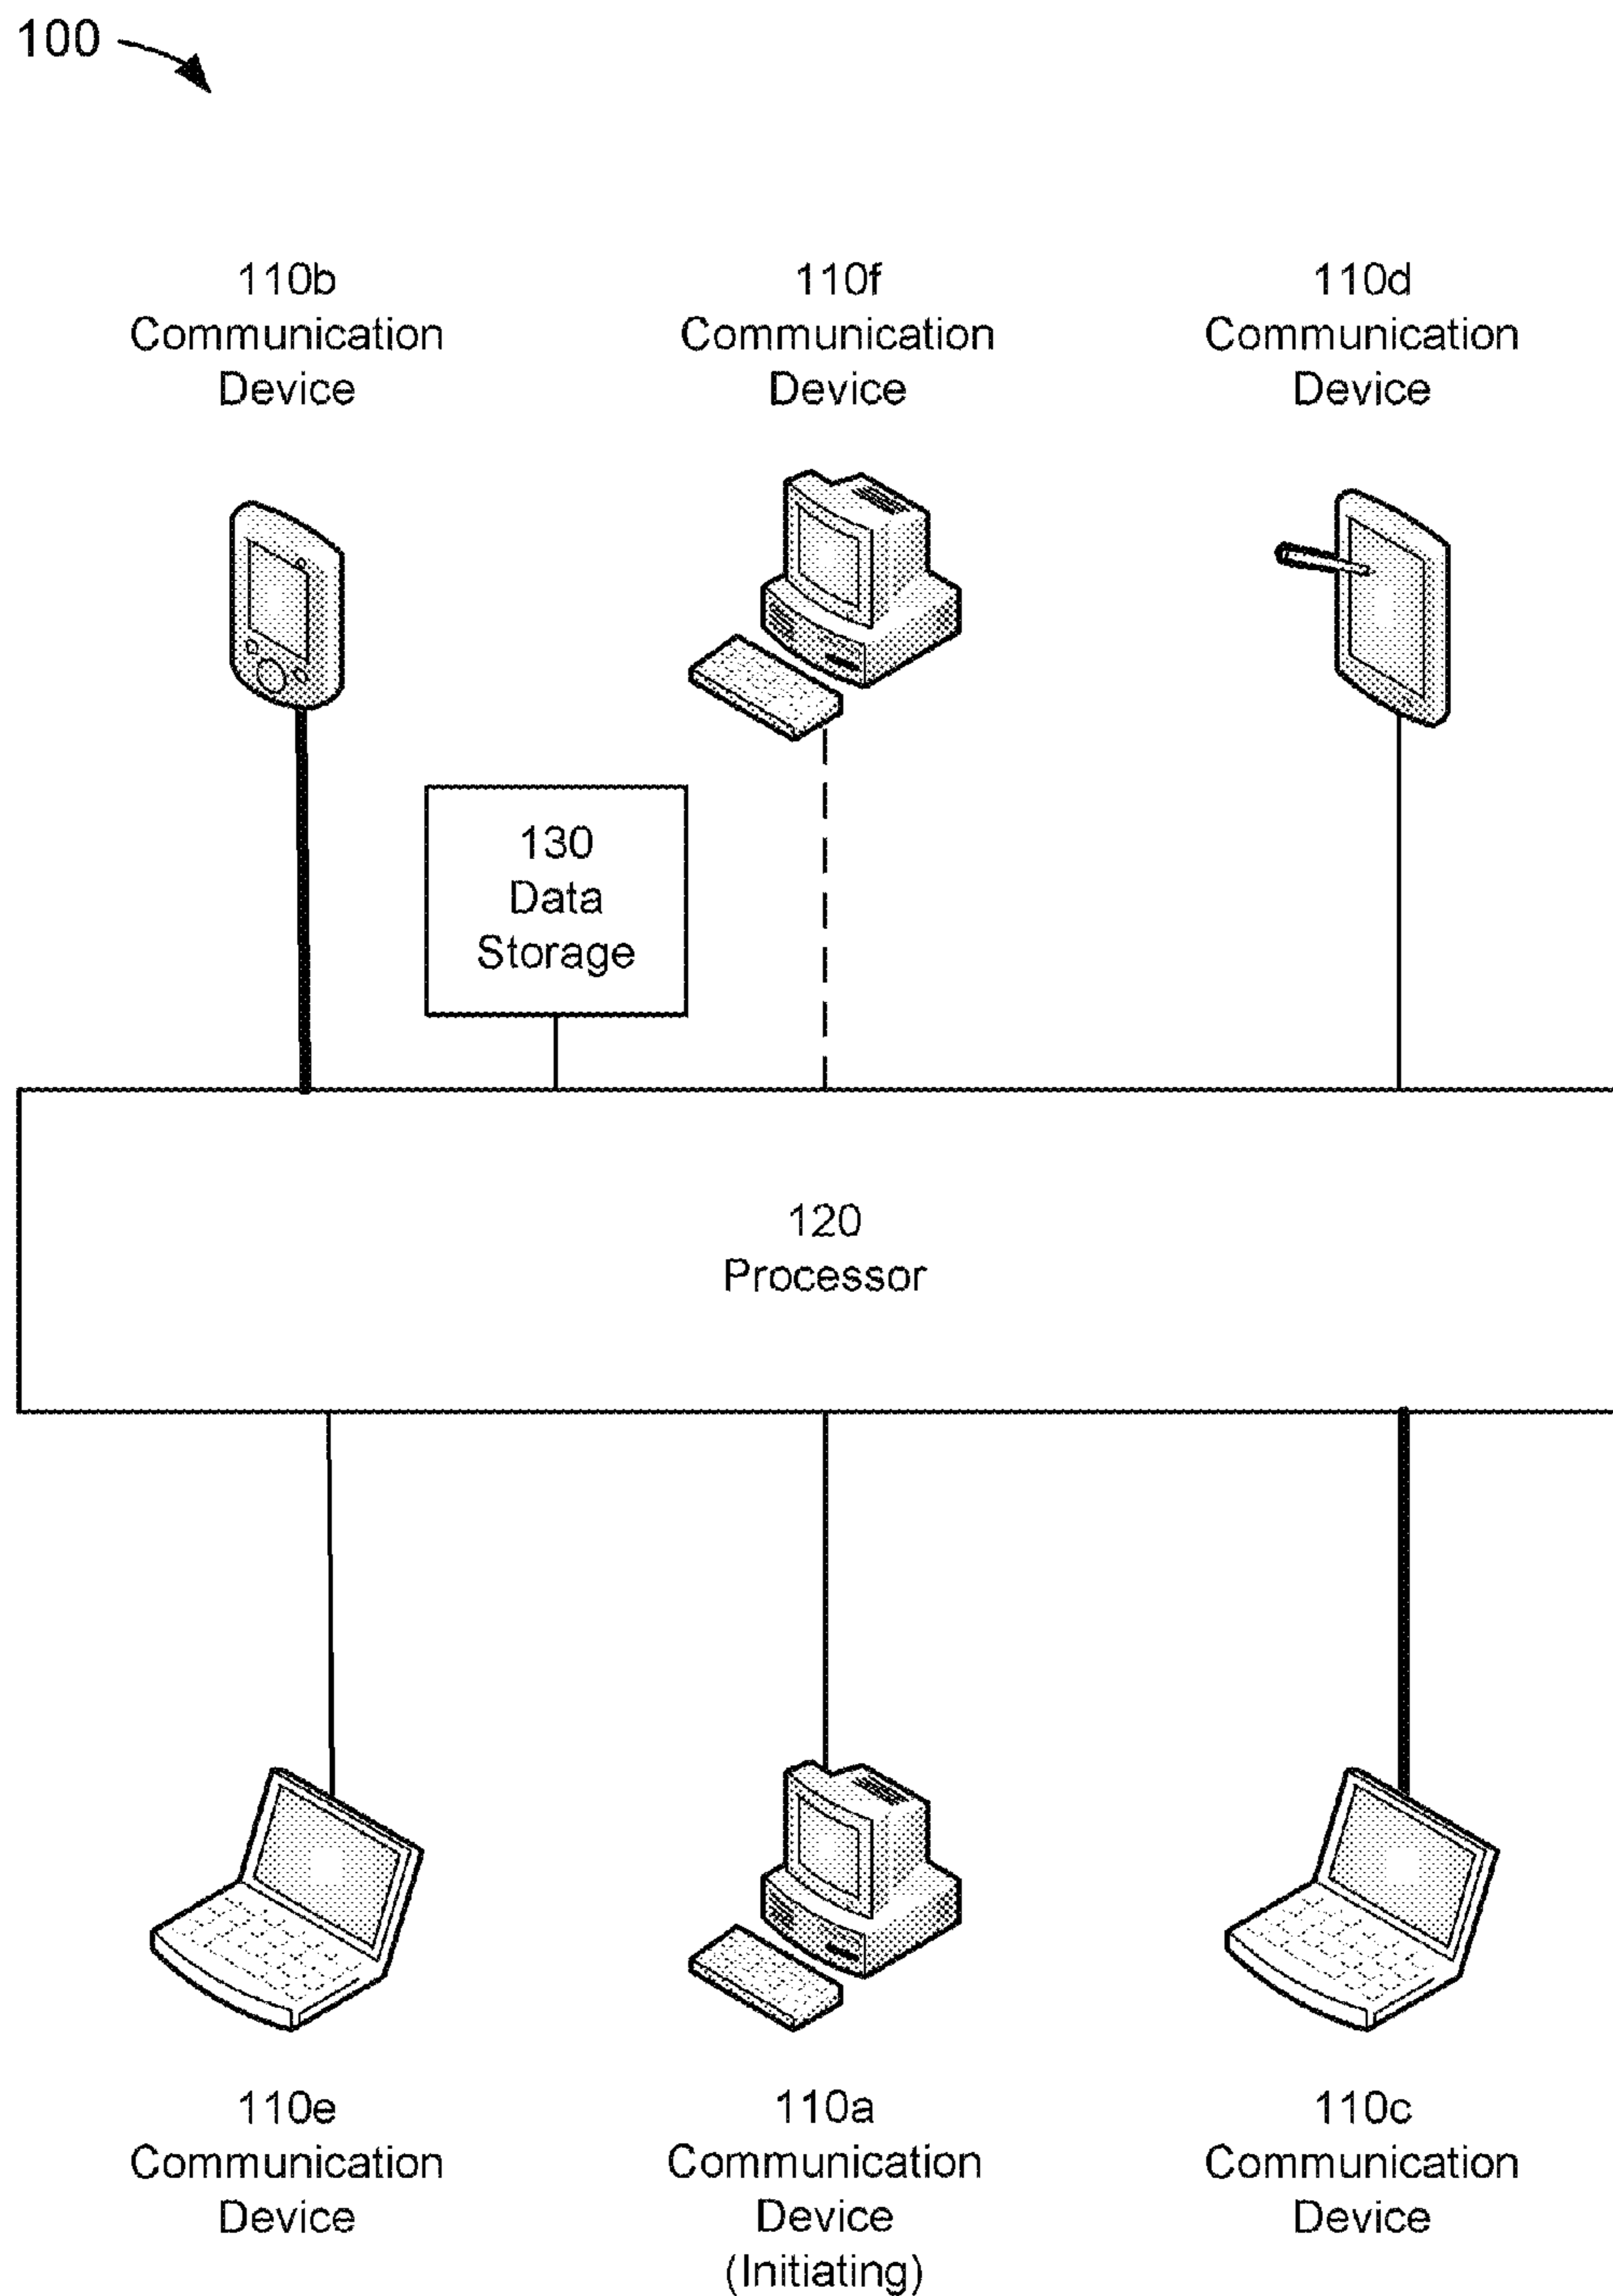 100
110b
Communication
Device
110f
Communication
Device
110d
Communication
Device
130
Data
Storage
120
Processor
110e
Communication
Device
110a
Communication
Device
(Initiating)
110c
Communication
Device